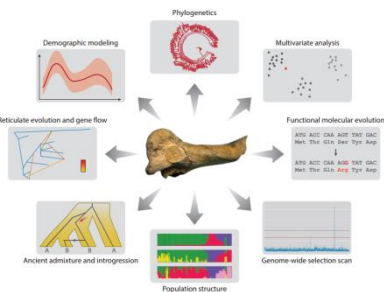 Phylogenetics
Demographic modeling
Multivariate analysis
Reticulate evolution and gene flow
Functional molecular evolution
ATG ACC CAA AGT TAT GAC
Met Thr Gln Ser Tyr Asp
ATG ACC CAA AGG TAT GAC
Met Thr Gln Arg Tyr Asp
Ancient admixture and introgression
A B B A
Genome-wide selection scan
Population structure